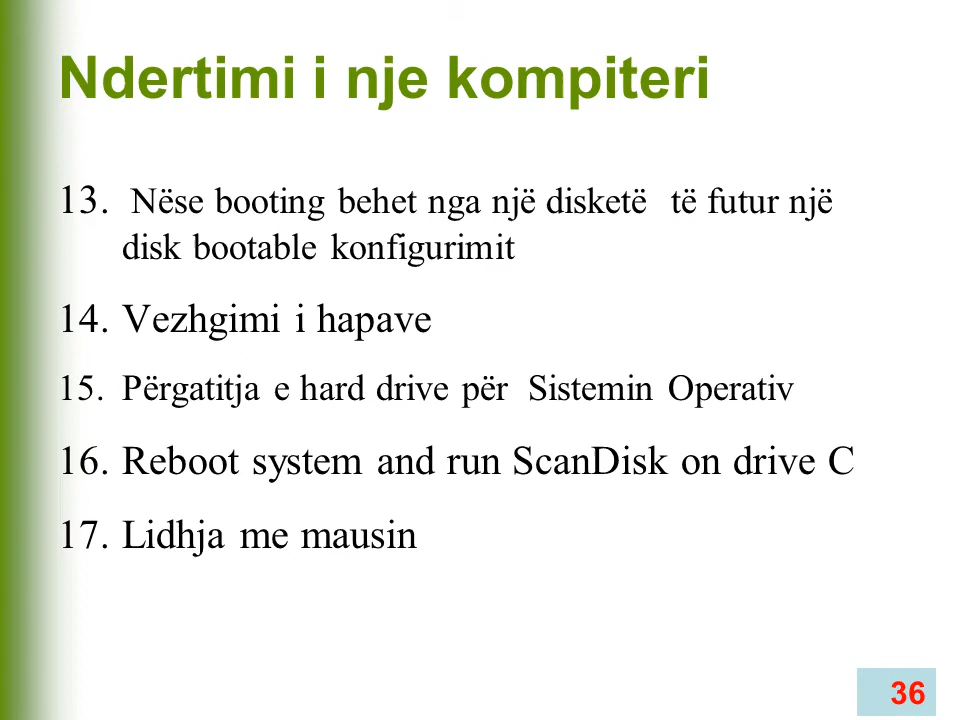 Ndertimi i nje kompiteri
13. Nëse booting behet nga një disketë të futur një
disk bootable konfigurimit
14. Vezhgimi i hapave
15. Përgatitja e hard drive për Sistemin Operativ
16. Reboot system and run ScanDisk on drive C
17. Lidhja me mausin
36